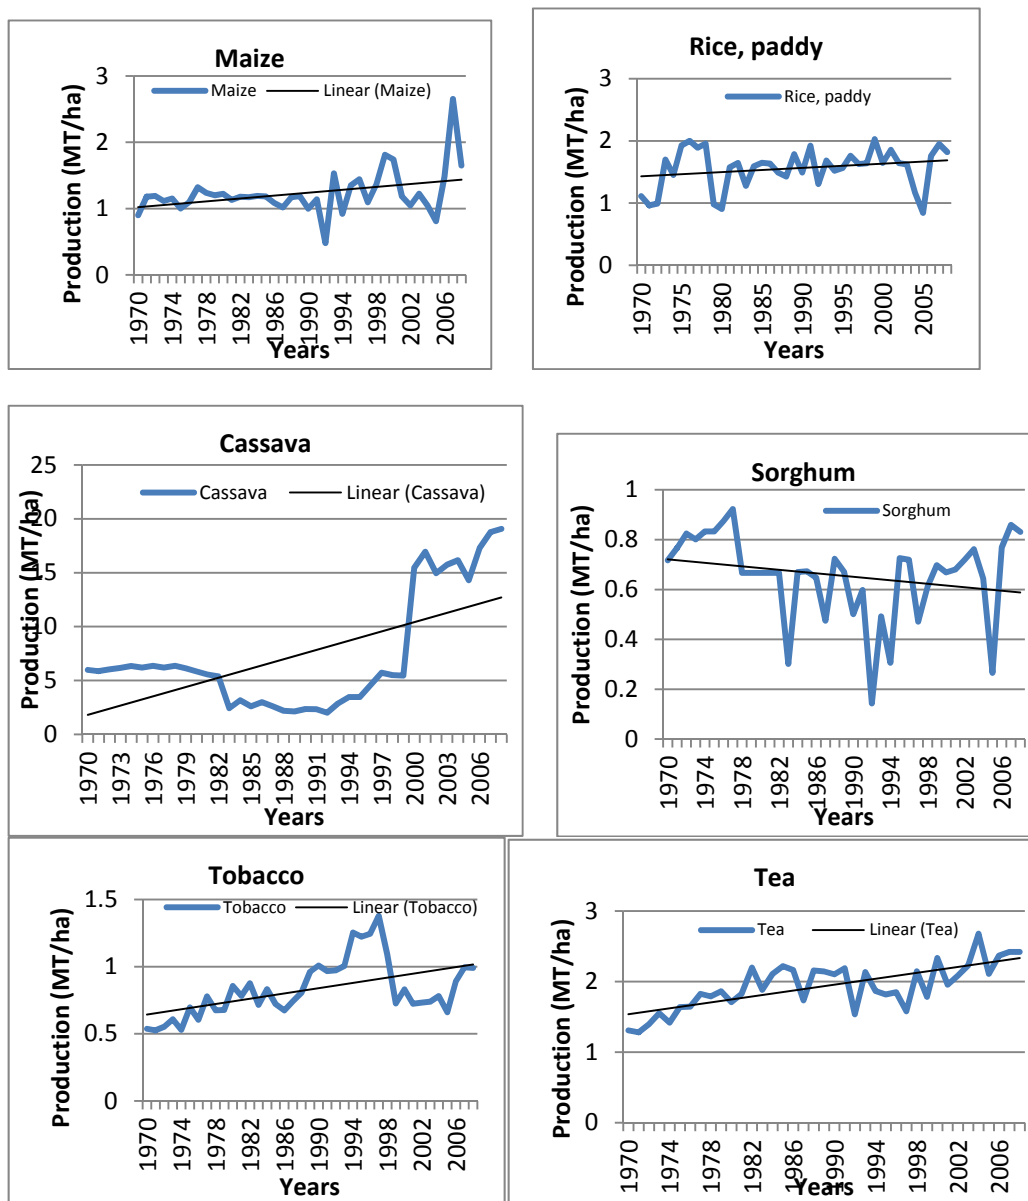 Maize
Maize Linear (Maize)
Production (MT/ha)
3
2
1
0
1970 1974 1978 1982 1986 1990 1994 1998 2002 2006
Years
Rice, paddy
Rice, paddy
Production (MT/ha)
3
2
1
0
1970 1975 1980 1985 1990 1995 2000 2005
Years
Cassava
Cassava Linear (Cassava)
Production (MT/ha)
25
20
15
10
5
0
1970 1973 1976 1979 1982 1985 1988 1991 1994 1997 2000 2003 2006
Years
Sorghum
Sorghum
Production (MT/ha)
1
0.8
0.6
0.4
0.2
0
1970 1974 1978 1982 1986 1990 1994 1998 2002 2006
Years
Tobacco
Tobacco Linear (Tobacco)
Production (MT/ha)
1.5
1
0.5
0
1970 1974 1978 1982 1986 1990 1994 1998 2002 2006
Years
Tea
Tea Linear (Tea)
Production (MT/ha)
3
2
1
0
1970 1974 1978 1982 1986 1990 1994 1998 2002 2006
Years